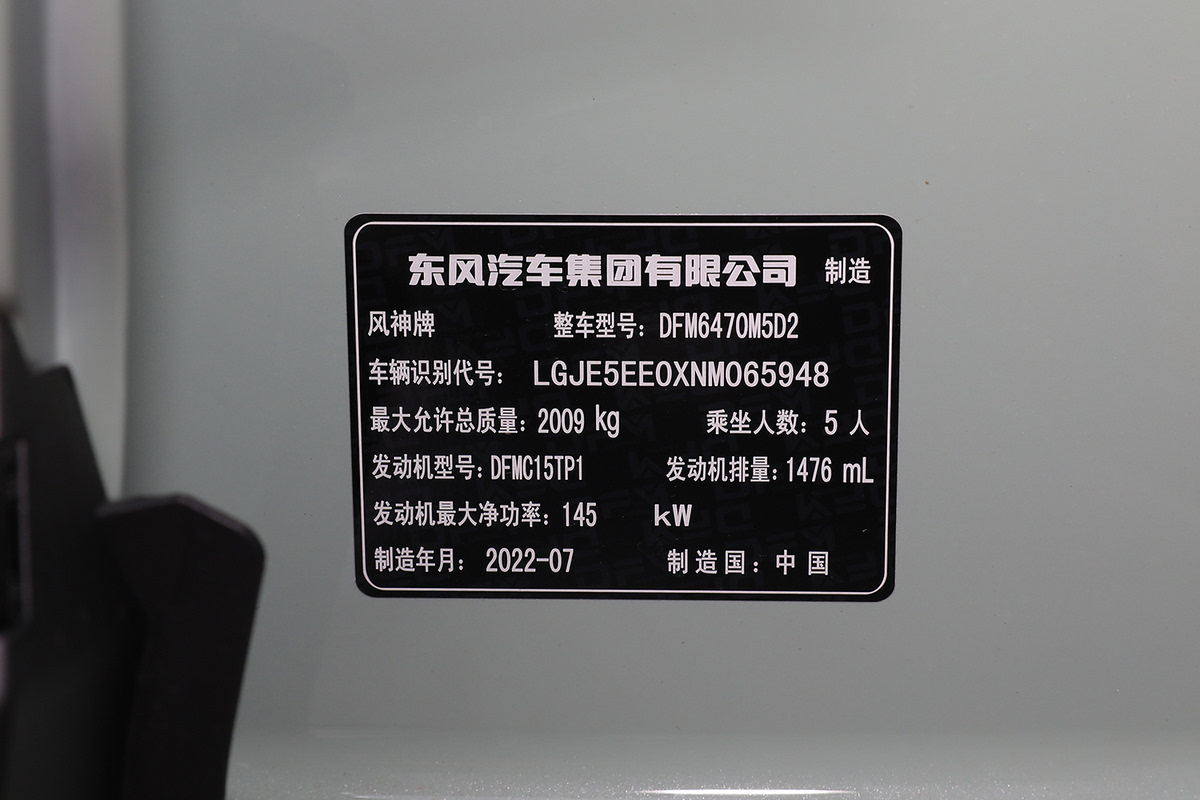 东风汽车集团有限公司 制造
风神牌 整车型号：DFM6470M5D2
车辆识别代号：LGJE5EE0XNM065948
最大允许总质量：2009 kg 乘坐人数：5 人
发动机型号：DFMC15TP1 发动机排量：1476 mL
发动机最大净功率：145 kW
制造年月：2022-07 制造国：中国